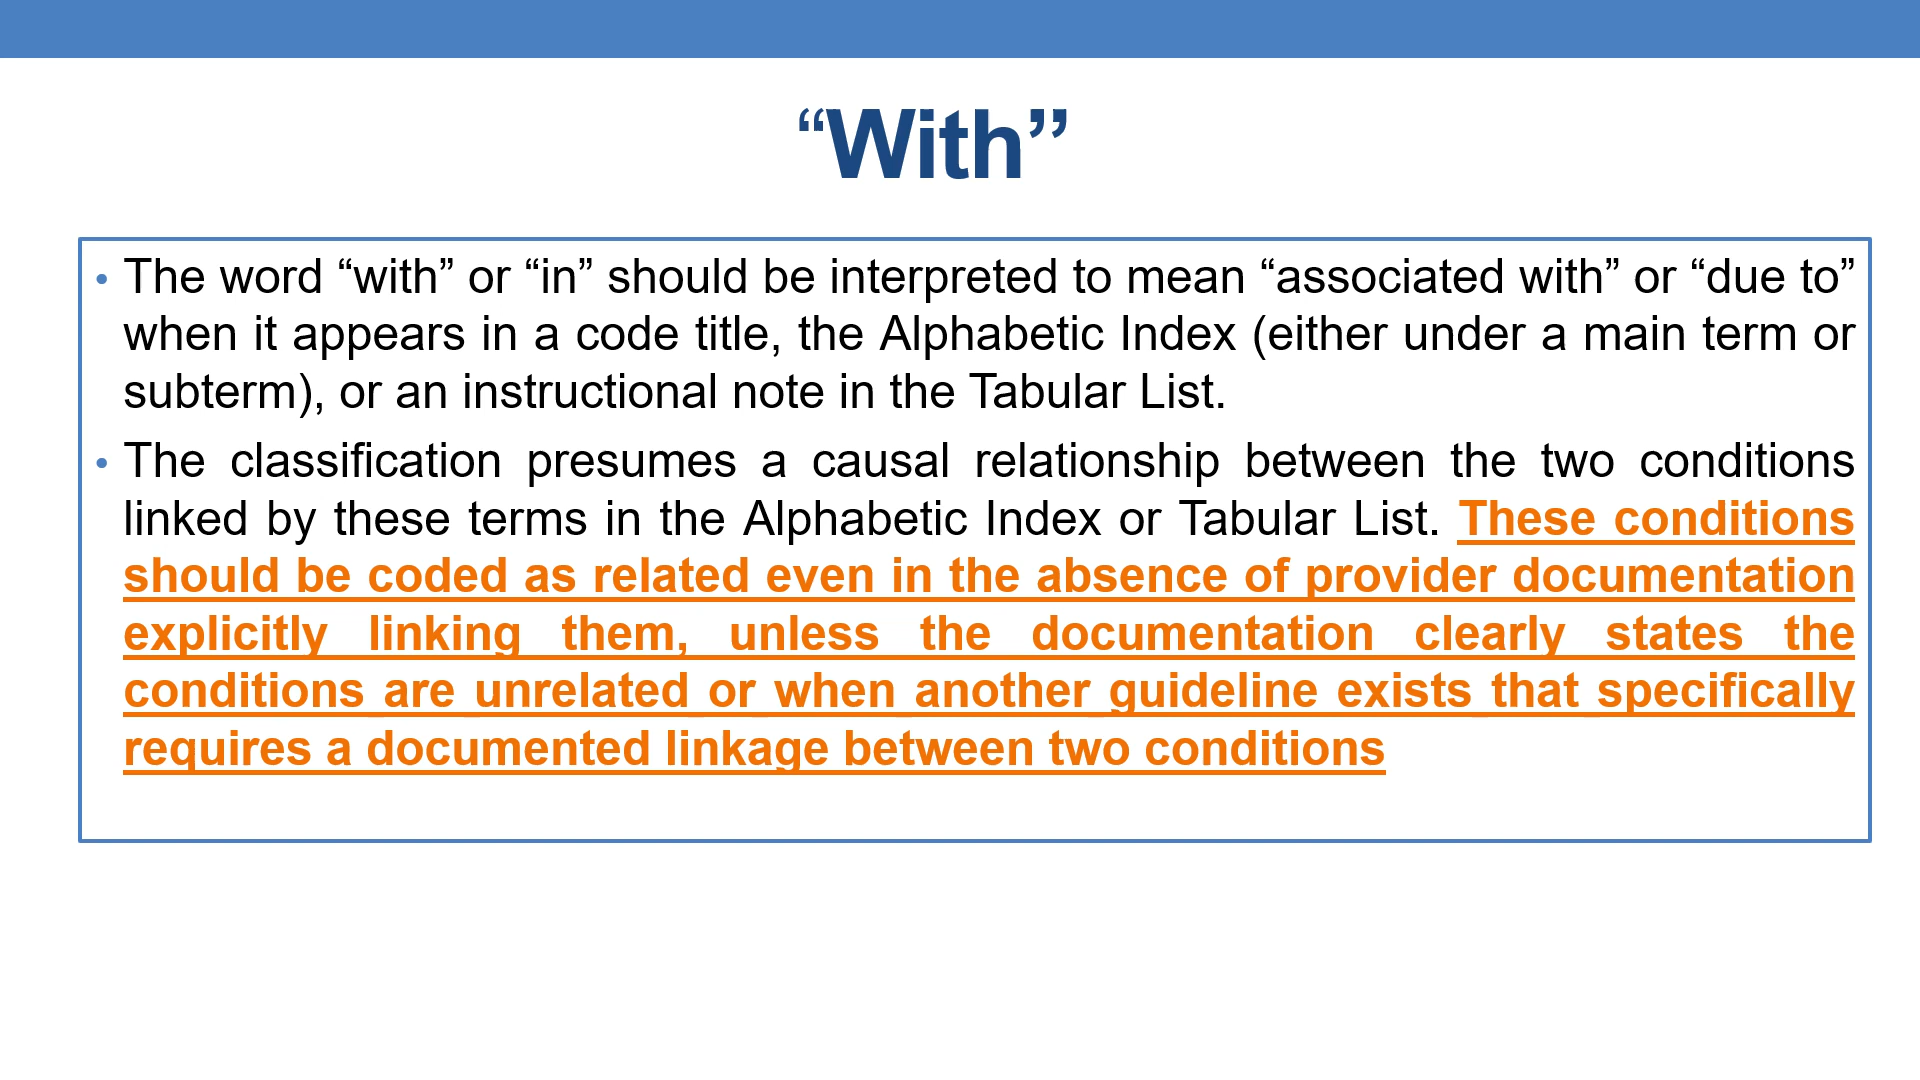 “With”
• The word “with” or “in” should be interpreted to mean “associated with” or “due to”
when it appears in a code title, the Alphabetic Index (either under a main term or
subterm), or an instructional note in the Tabular List.
• The classification presumes a causal relationship between the two conditions
linked by these terms in the Alphabetic Index or Tabular List. These conditions
should be coded as related even in the absence of provider documentation
explicitly linking them, unless the documentation clearly states the
conditions are unrelated or when another guideline exists that specifically
requires a documented linkage between two conditions